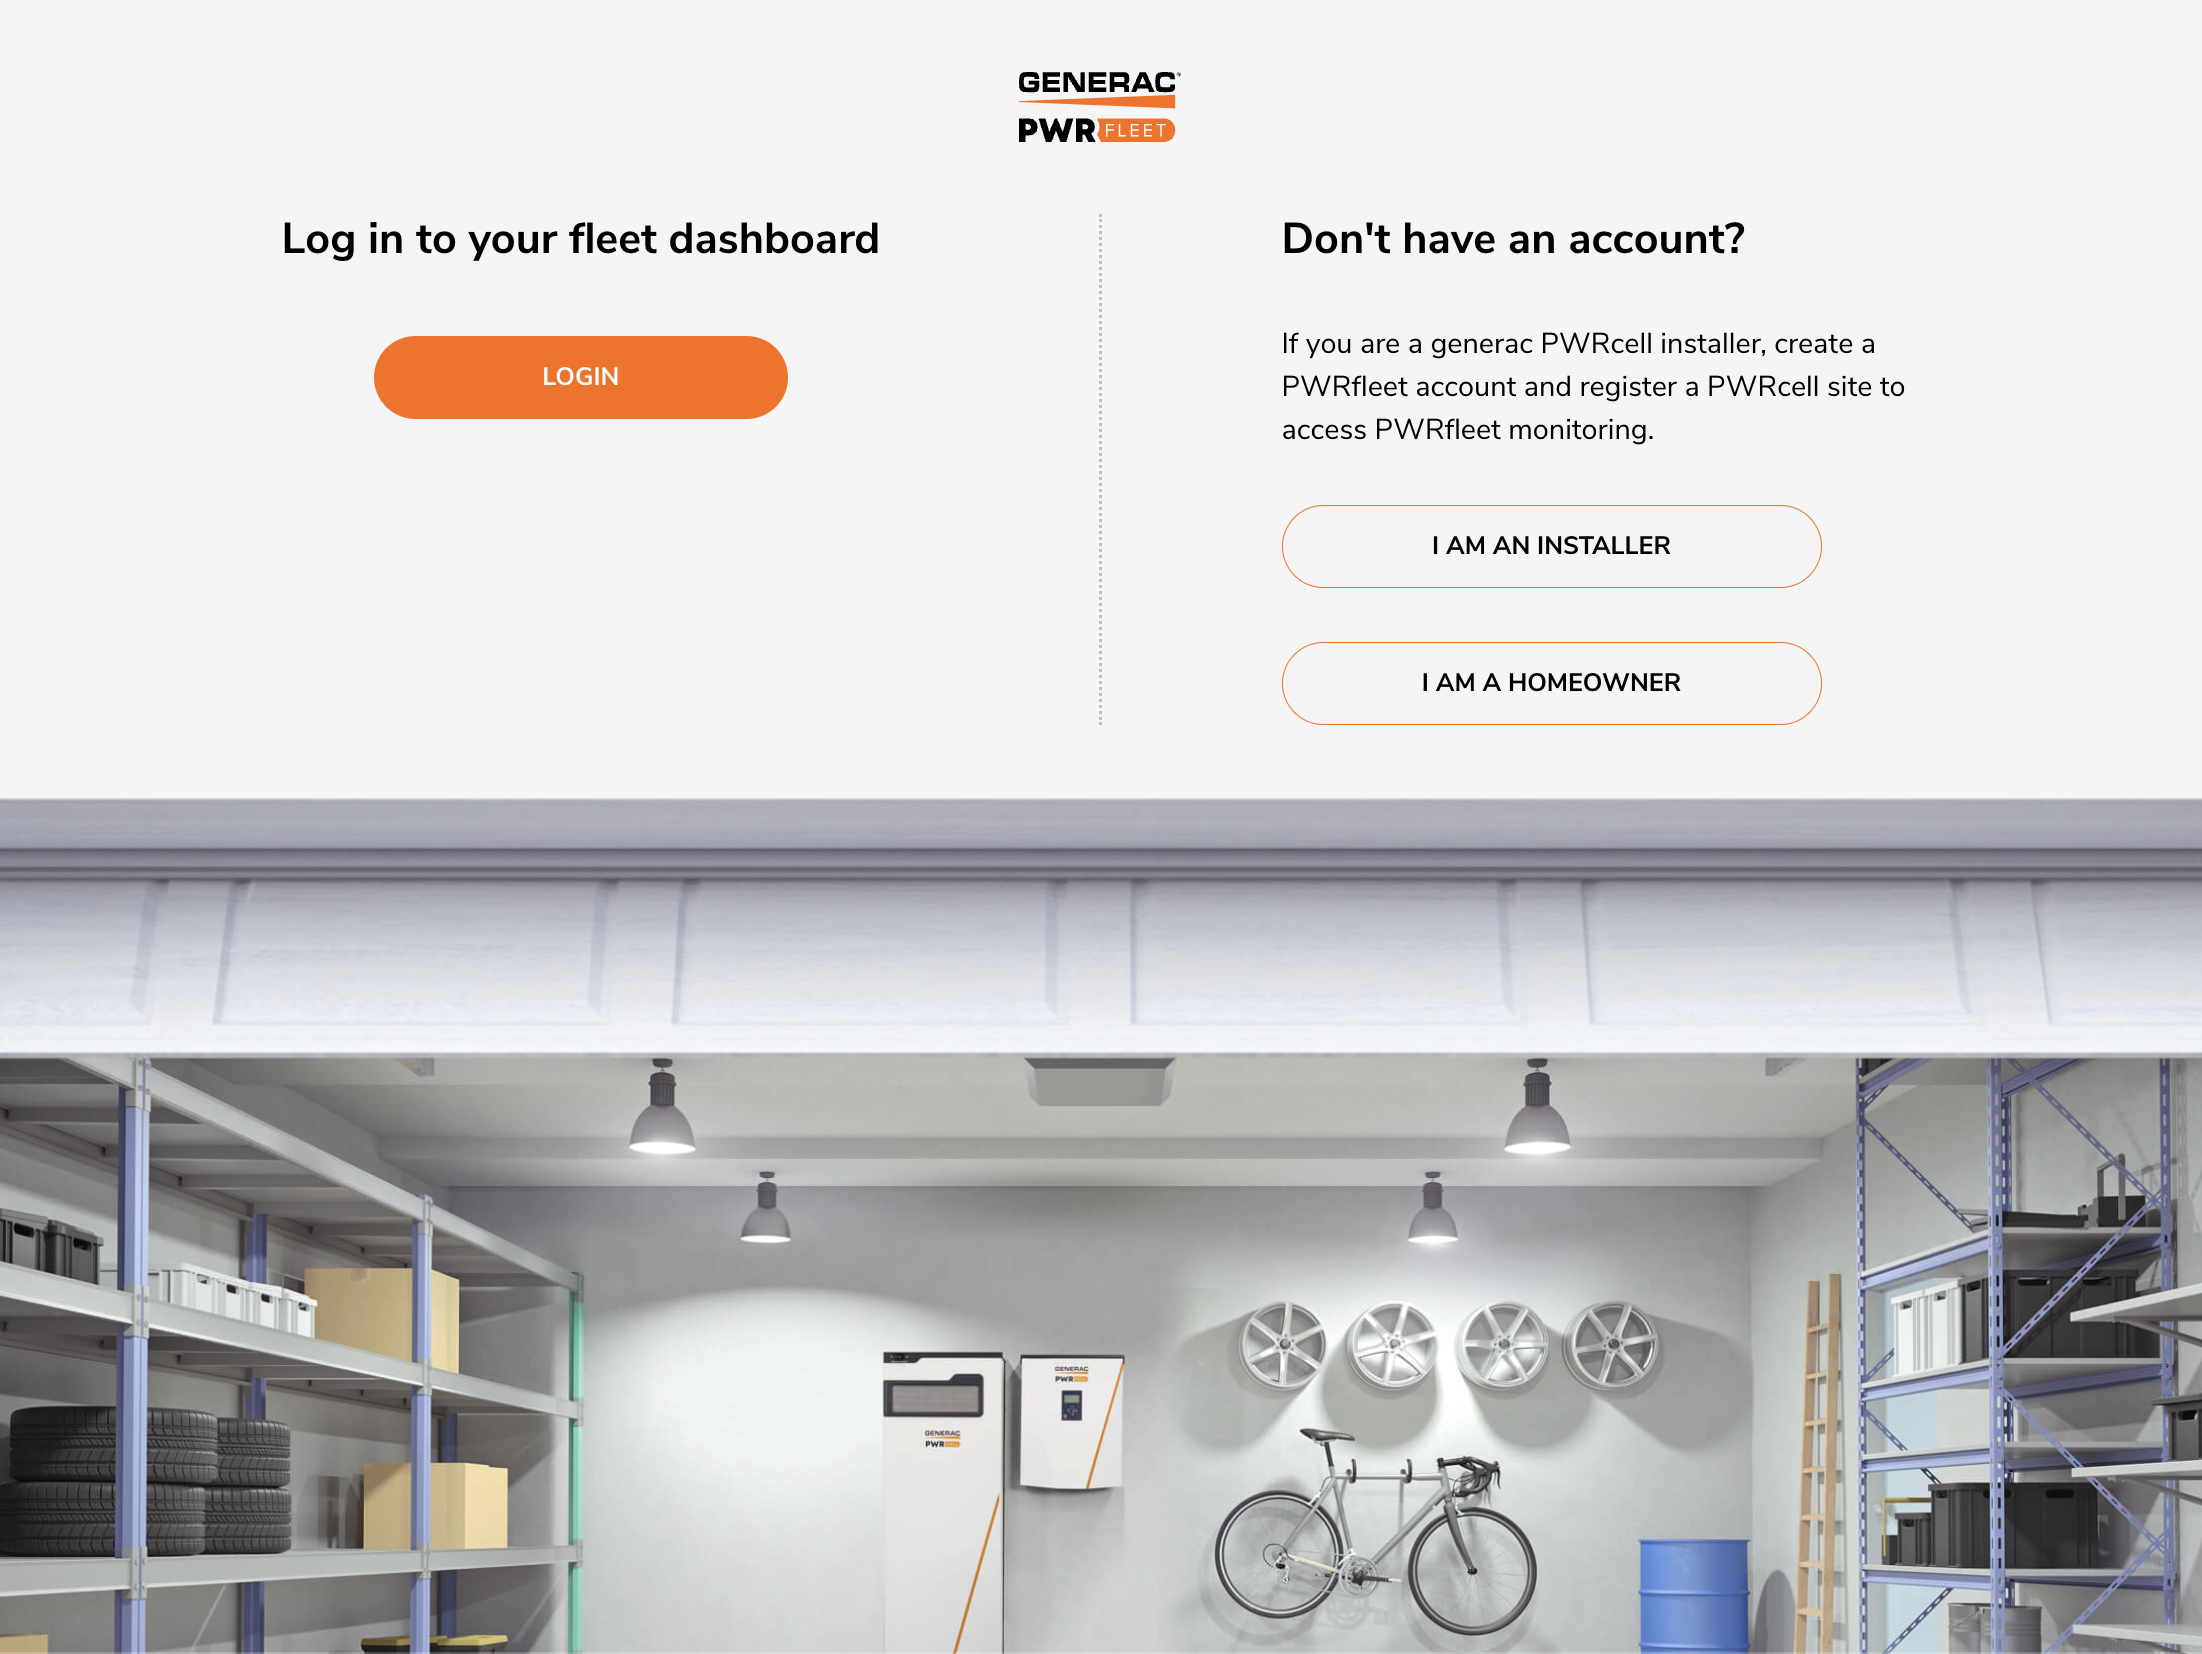 GENERAC
PWR FLEET
Log in to your fleet dashboard
LOGIN
Don't have an account?
If you are a generac PWRcell installer, create a
PWRfleet account and register a PWRcell site to
access PWRfleet monitoring.
I AM AN INSTALLER
I AM A HOMEOWNER
GENERAC
PWR
GENERAC
PWR